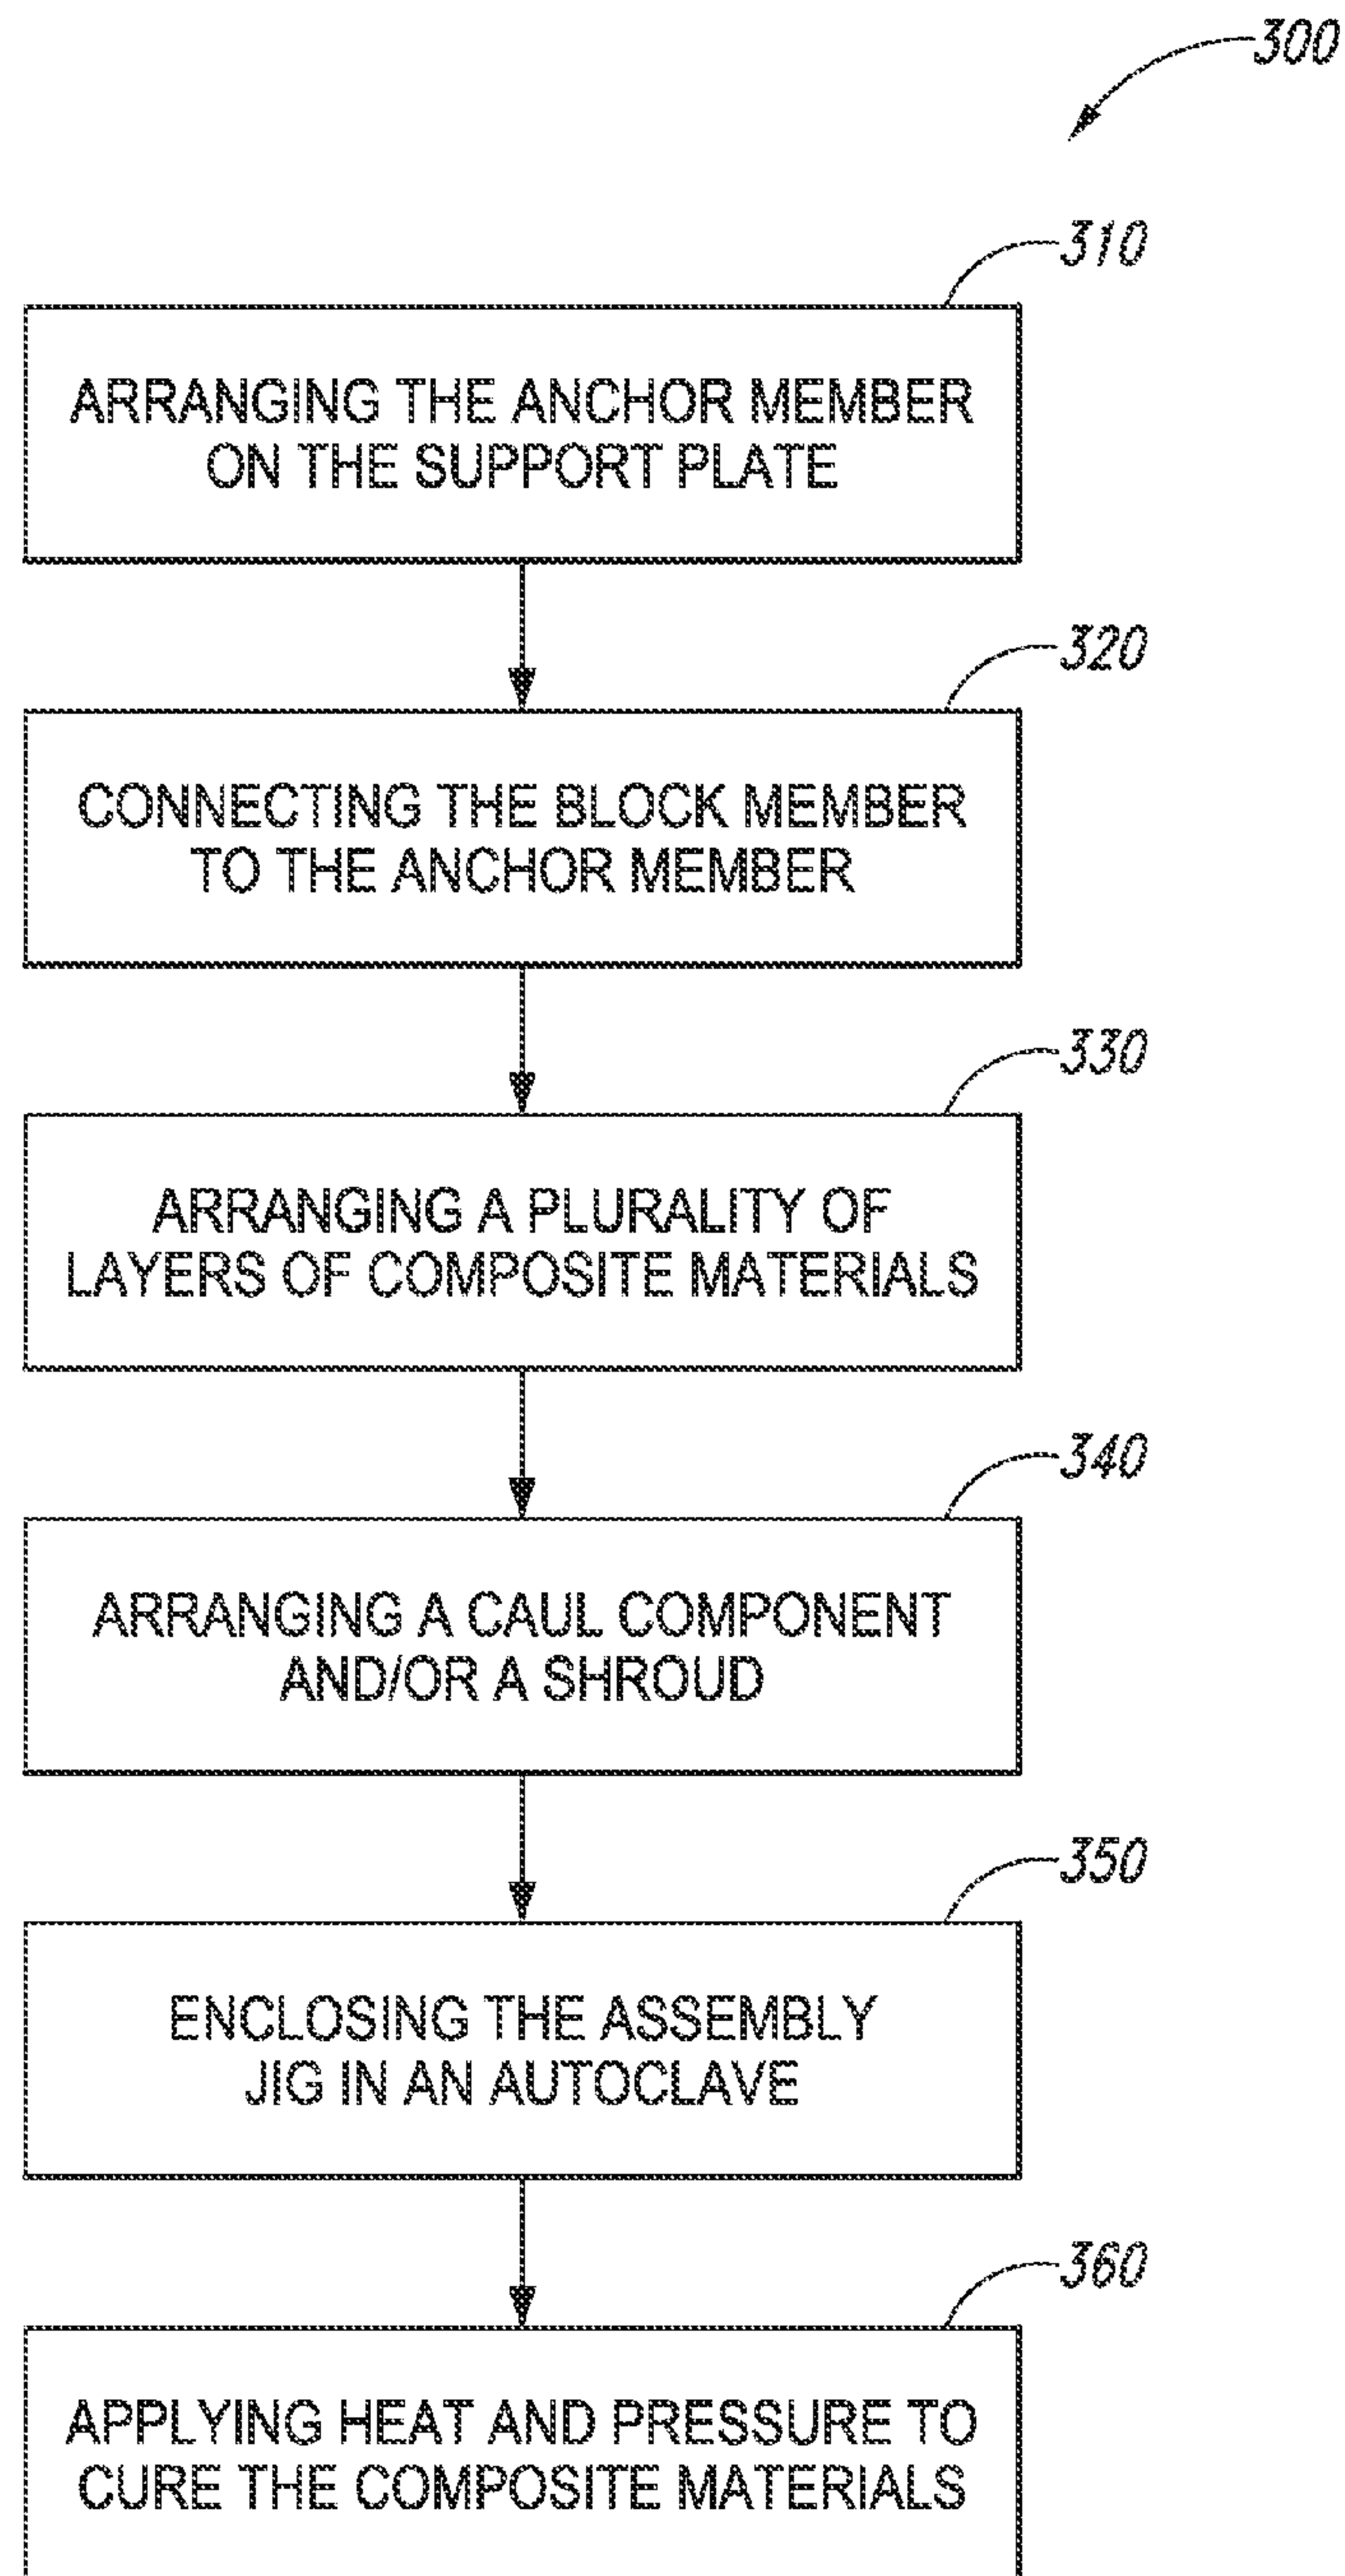 300
310
ARRANGING THE ANCHOR MEMBER
ON THE SUPPORT PLATE
320
CONNECTING THE BLOCK MEMBER
TO THE ANCHOR MEMBER
330
ARRANGING A PLURALITY OF
LAYERS OF COMPOSITE MATERIALS
340
ARRANGING A CAUL COMPONENT
AND/OR A SHROUD
350
ENCLOSING THE ASSEMBLY
JIG IN AN AUTOCLAVE
360
APPLYING HEAT AND PRESSURE TO
CURE THE COMPOSITE MATERIALS